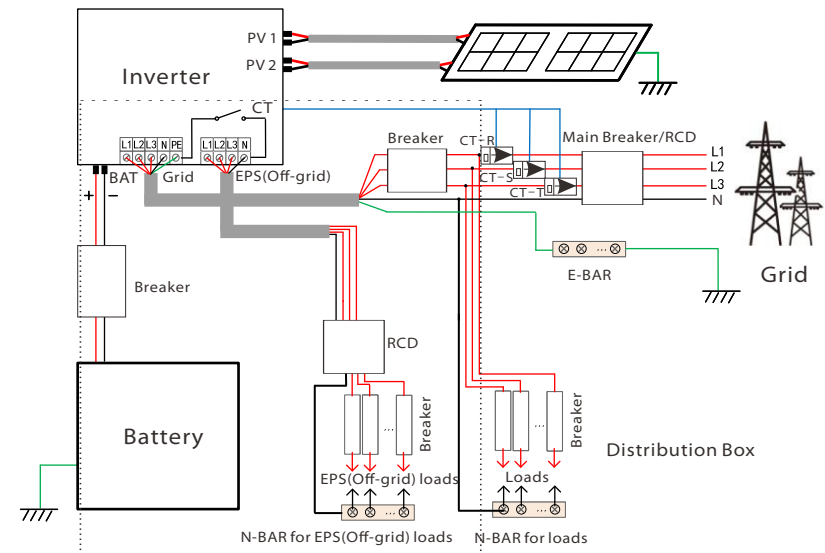 PV 1
PV 2
Inverter
CT
L1 L2 L3 N PE
L1 L2 L3 N
BAT
Grid
EPS(Off-grid)
+ −
Breaker
CT-R
CT-S
CT-T
Main Breaker/RCD
L1
L2
L3
N
E-BAR
Grid
Breaker
RCD
Battery
...
Breaker
...
Breaker
EPS(Off-grid) loads
Loads
Distribution Box
N-BAR for EPS(Off-grid) loads
N-BAR for loads